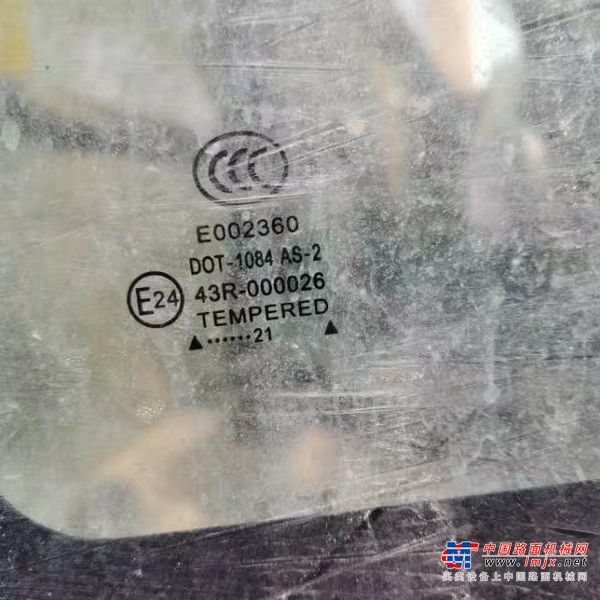 CCC
E002360
DOT-1084 AS-2
E24 43R-000026
TEMPERED
▲······21 ▲
中国路面机械网
www.lmjx.net
买卖设备上中国路面机械网